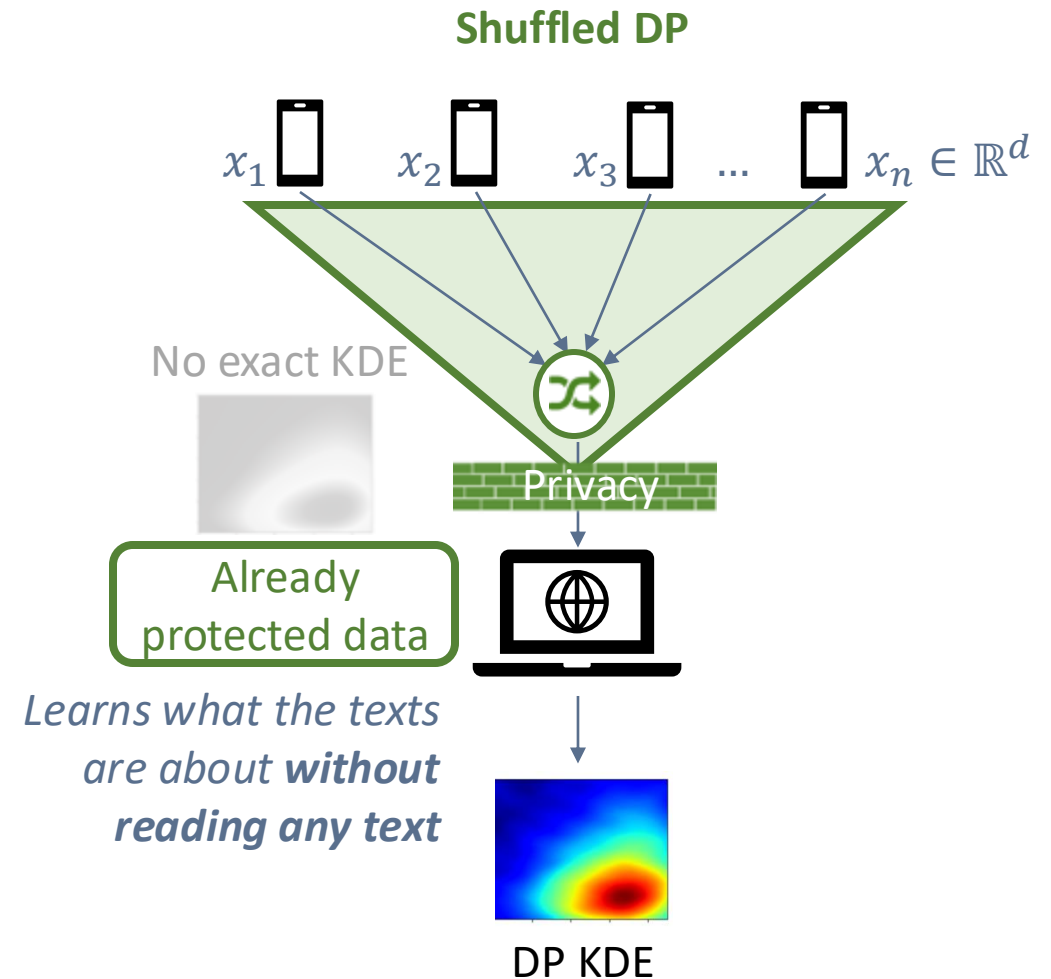 Shuffled DP
x₁ x₂ x₃ ... xₙ ∈ ℝᵈ
No exact KDE
Privacy
Already
protected data
Learns what the texts
are about without
reading any text
DP KDE